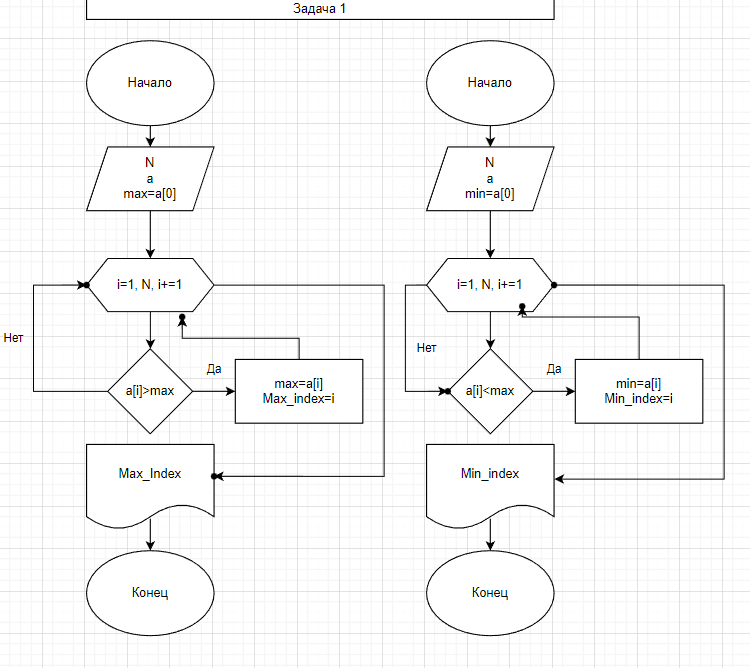 Задача 1
Начало
N
a
max=a[0]
i=1, N, i+=1
Нет
a[i]>max
Да
max=a[i]
Max_index=i
Max_Index
Конец
Начало
N
a
min=a[0]
i=1, N, i+=1
Нет
a[i]<max
Да
min=a[i]
Min_index=i
Min_index
Конец